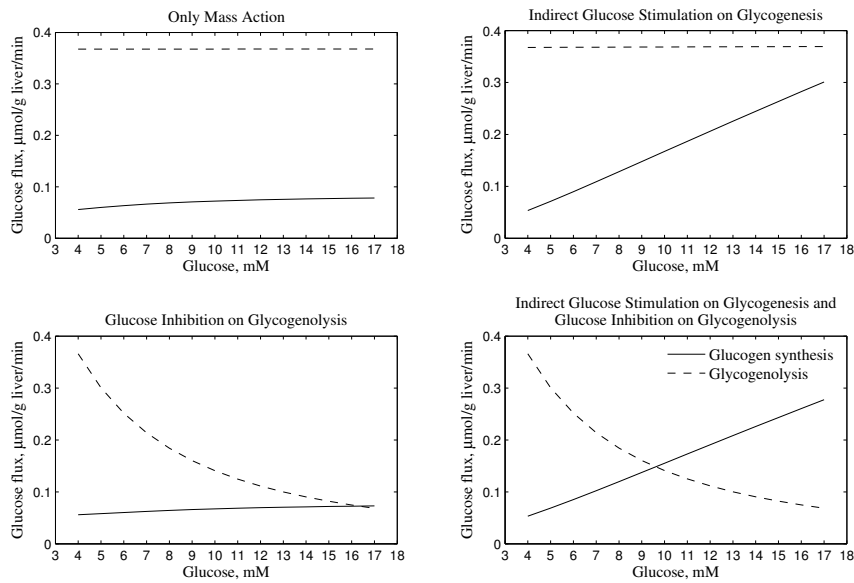 Only Mass Action
Glucose flux, μmol/g liver/min
0.4
0.3
0.2
0.1
0
3 4 5 6 7 8 9 10 11 12 13 14 15 16 17 18
Glucose, mM
Indirect Glucose Stimulation on Glycogenesis
Glucose flux, μmol/g liver/min
0.4
0.3
0.2
0.1
0
3 4 5 6 7 8 9 10 11 12 13 14 15 16 17 18
Glucose, mM
Glucose Inhibition on Glycogenolysis
Glucose flux, μmol/g liver/min
0.4
0.3
0.2
0.1
0
3 4 5 6 7 8 9 10 11 12 13 14 15 16 17 18
Glucose, mM
Indirect Glucose Stimulation on Glycogenesis and
Glucose Inhibition on Glycogenolysis
Glucose flux, μmol/g liver/min
0.4
0.3
0.2
0.1
0
Glucogen synthesis
Glycogenolysis
3 4 5 6 7 8 9 10 11 12 13 14 15 16 17 18
Glucose, mM